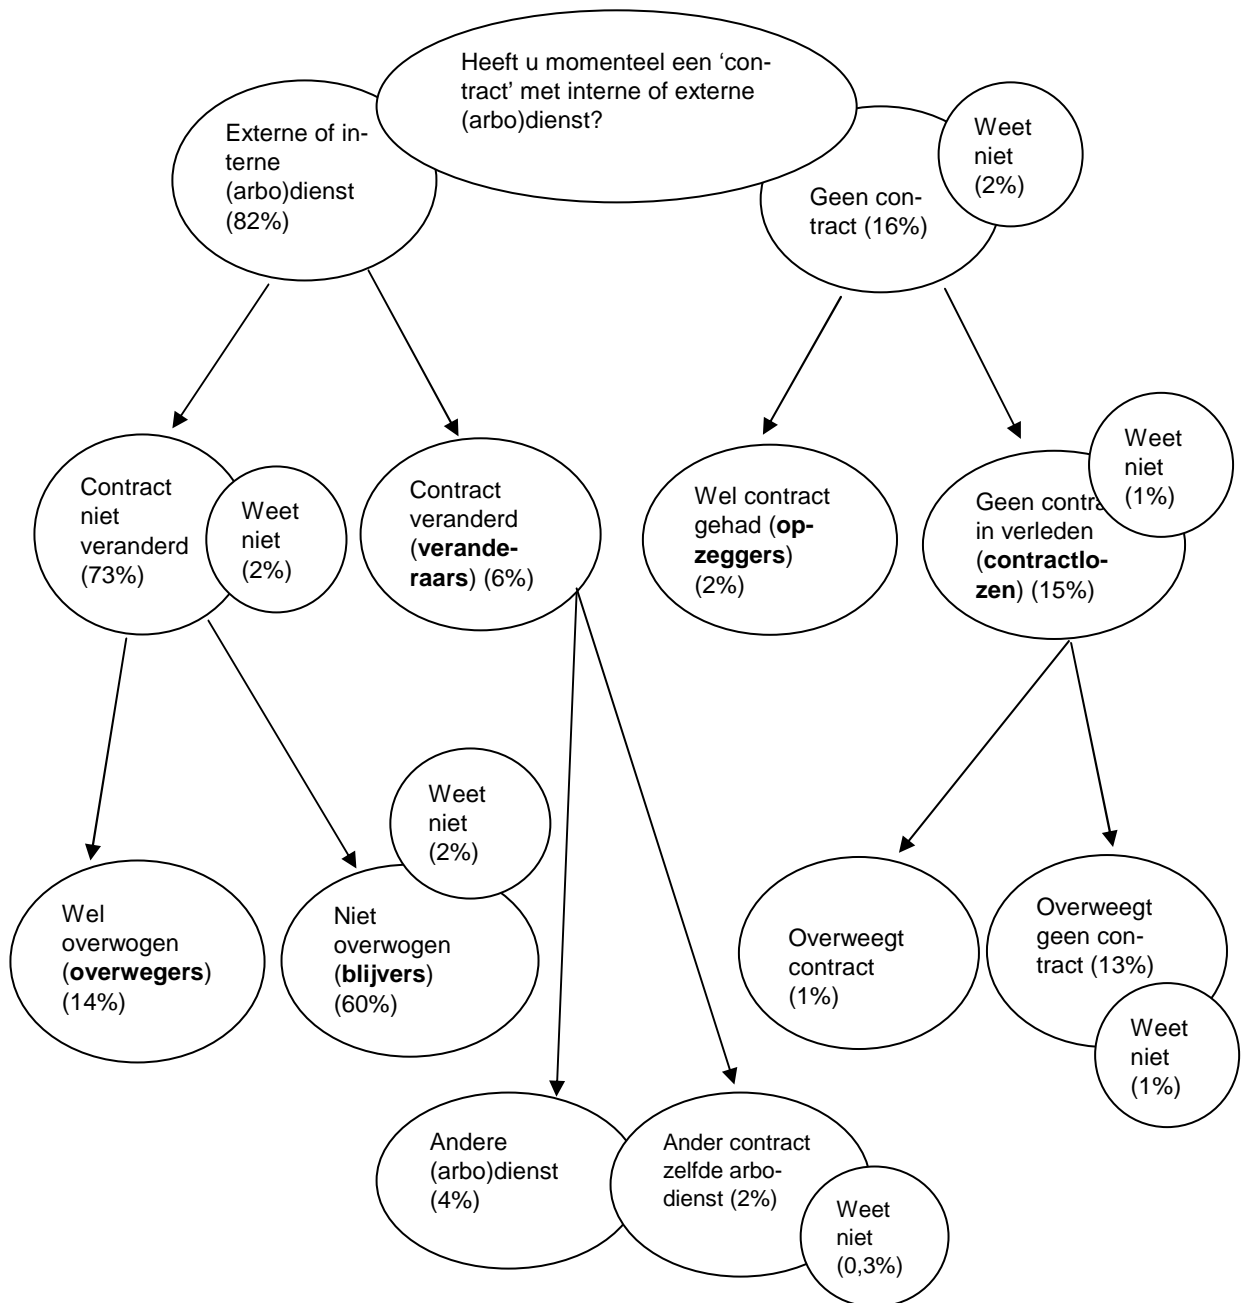 Heeft u momenteel een ‘con-
tract’ met interne of externe
(arbo)dienst?
Externe of in-
terne
(arbo)dienst
(82%)
Geen con-
tract (16%)
Weet
niet
(2%)
Contract
niet
veranderd
(73%)
Weet
niet
(2%)
Contract
veranderd
(verande-
raars) (6%)
Wel contract
gehad (op-
zeggers)
(2%)
Geen contract
in verleden
(contractlo-
zen) (15%)
Weet
niet
(1%)
Wel
overwogen
(overwegers)
(14%)
Niet
overwogen
(blijvers)
(60%)
Weet
niet
(2%)
Overweegt
contract
(1%)
Overweegt
geen con-
tract (13%)
Weet
niet
(1%)
Andere
(arbo)dienst
(4%)
Ander contract
zelfde arbo-
dienst (2%)
Weet
niet
(0,3%)